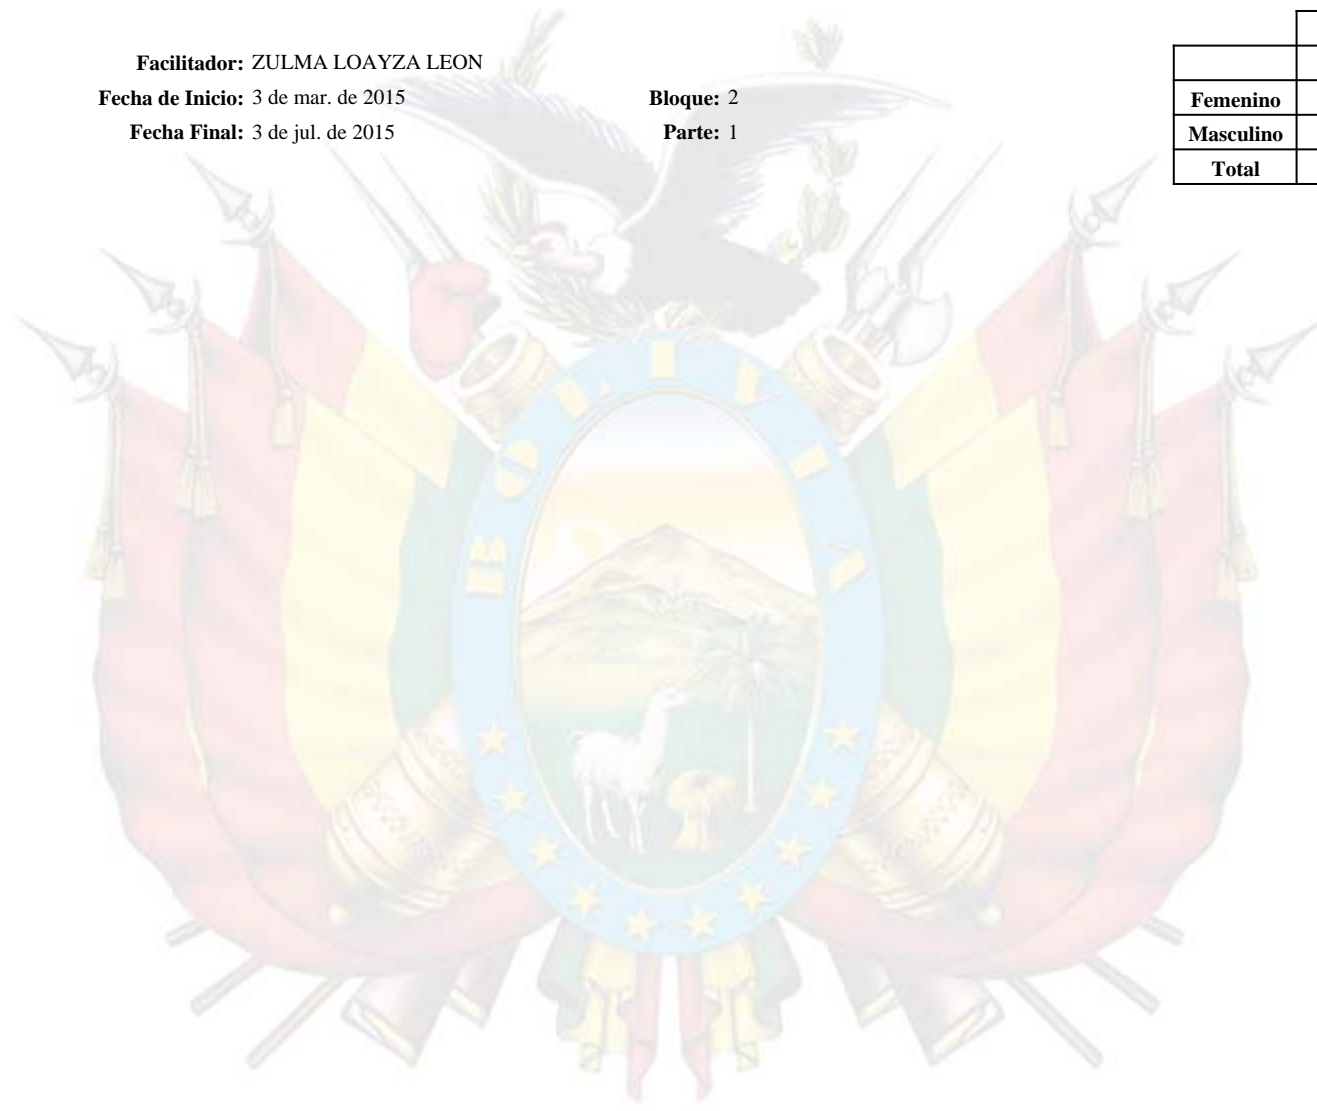 Facilitador: ZULMA LOAYZA LEON
Fecha de Inicio: 3 de mar. de 2015 Bloque: 2
Fecha Final: 3 de jul. de 2015 Parte: 1
Femenino
Masculino
Total
BOLIVIA